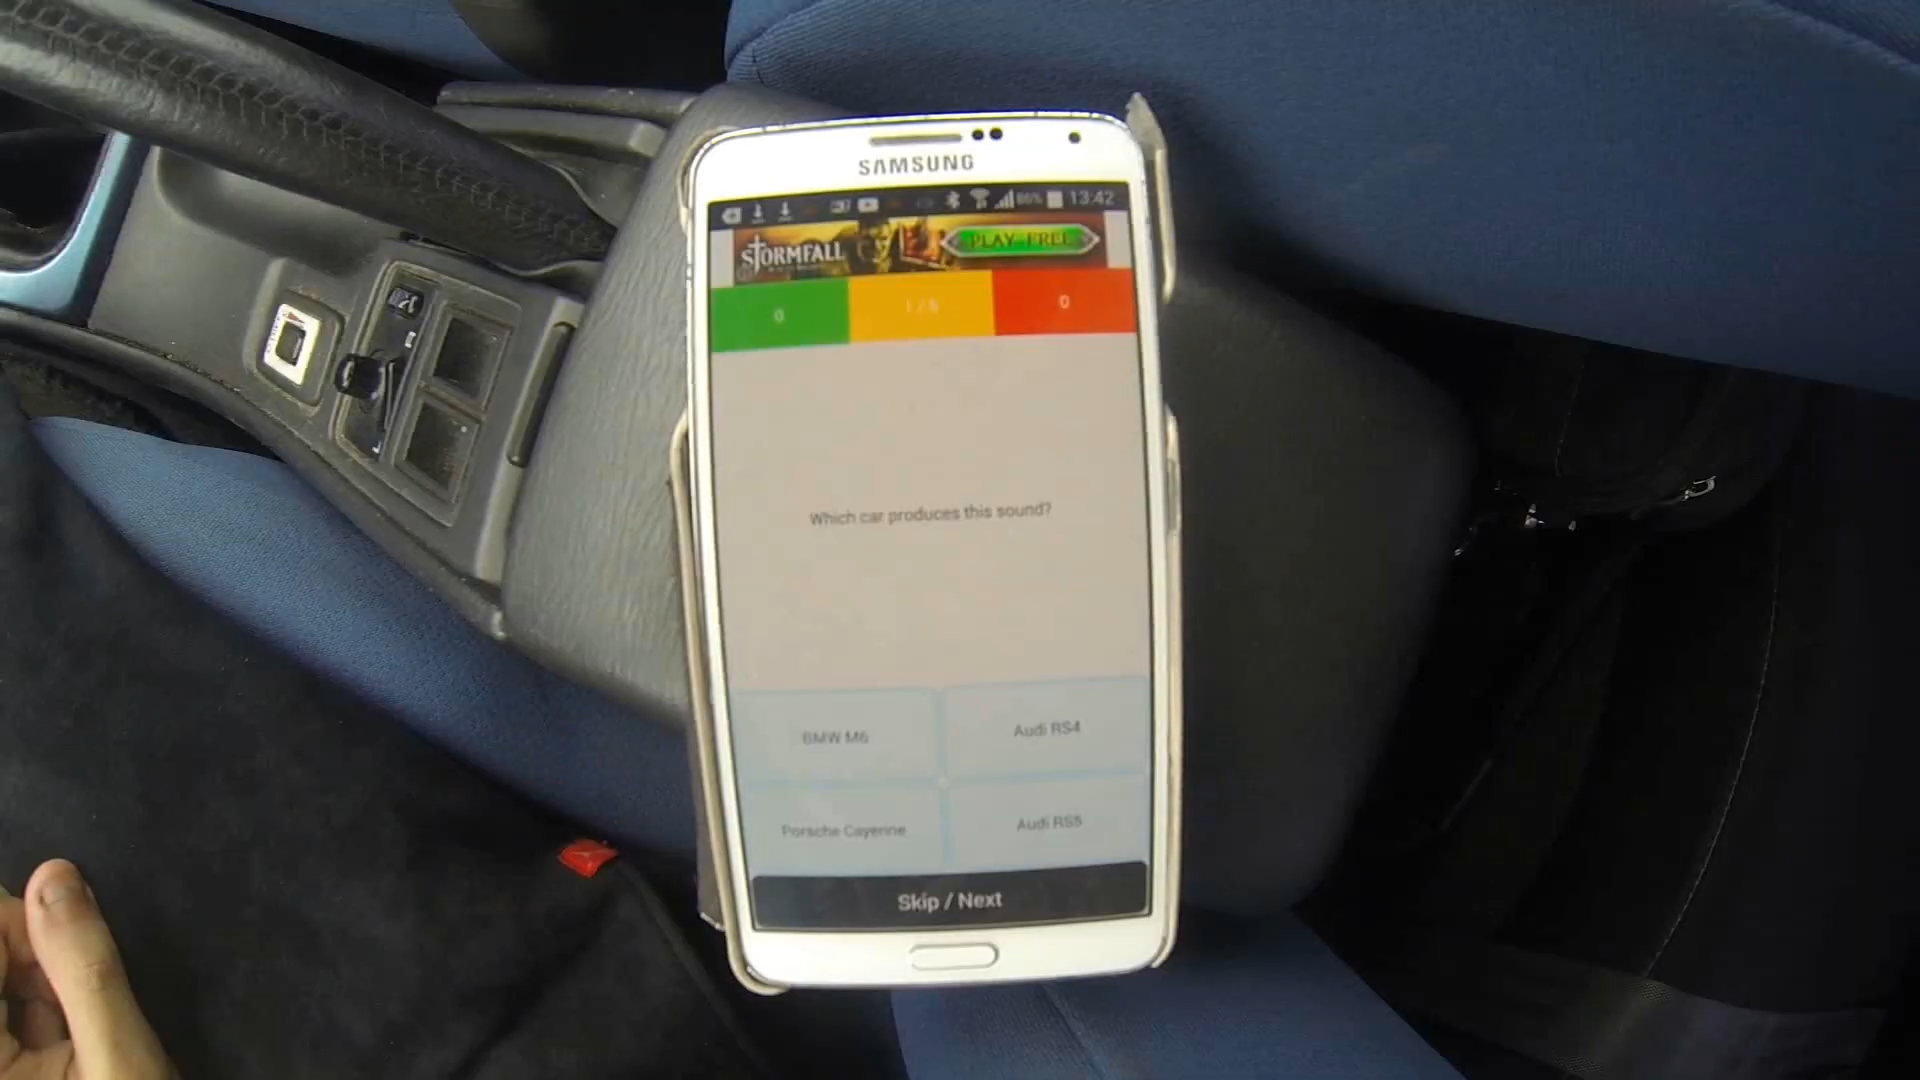 SAMSUNG
86% 13:42
STORMFALL
PLAY FREE
0
1 / 5
0
Which car produces this sound?
BMW M6
Audi RS4
Porsche Cayenne
Audi RS5
Skip / Next